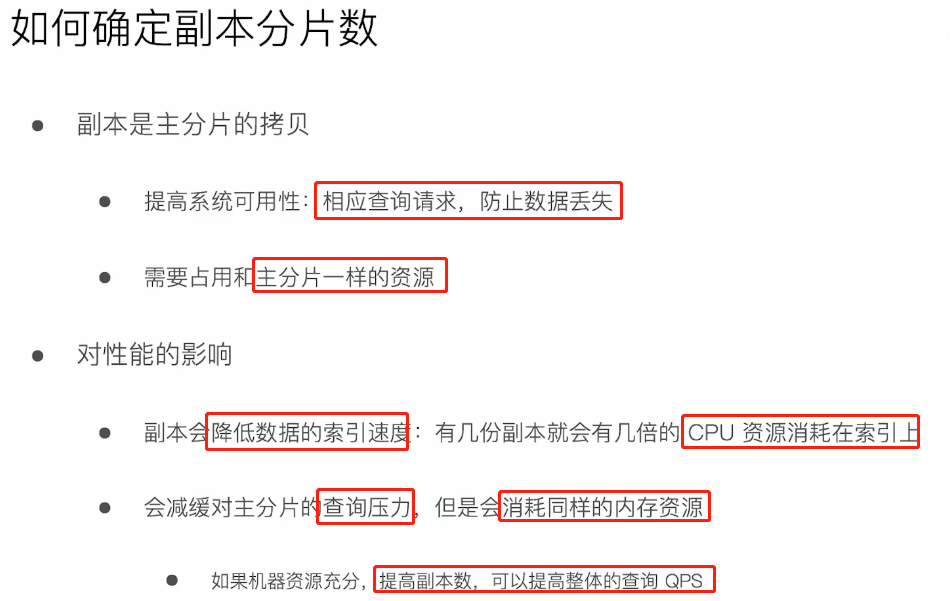 如何确定副本分片数
副本是主分片的拷贝
提高系统可用性：相应查询请求，防止数据丢失
需要占用和主分片一样的资源
对性能的影响
副本会降低数据的索引速度：有几份副本就会有几倍的 CPU 资源消耗在索引上
会减缓对主分片的查询压力，但是会消耗同样的内存资源
如果机器资源充分，提高副本数，可以提高整体的查询 QPS